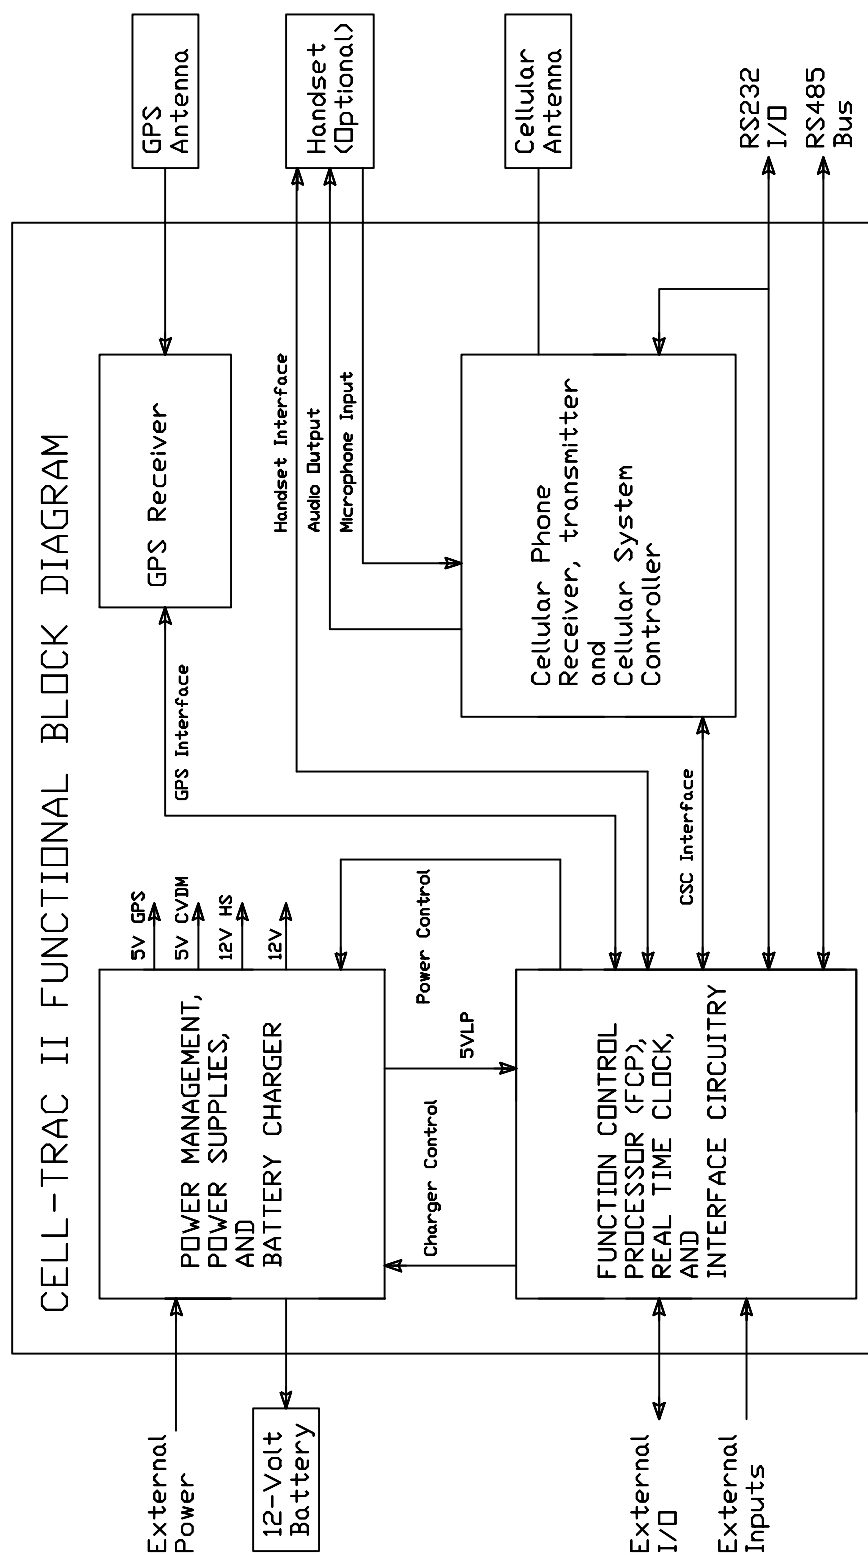 CELL-TRAC II FUNCTIONAL BLOCK DIAGRAM
External
Power
12-Volt
Battery
External
I/O
External
Inputs
POWER MANAGEMENT,
POWER SUPPLIES,
AND
BATTERY CHARGER
5V GPS
5V CVDM
12V HS
12V
Charger Control
5VLP
Power Control
FUNCTION CONTROL
PROCESSOR (FCP),
REAL TIME CLOCK,
AND
INTERFACE CIRCUITRY
GPS Interface
CSC Interface
GPS Receiver
Handset Interface
Audio Output
Microphone Input
Cellular Phone
Receiver, transmitter
and
Cellular System
Controller
GPS
Antenna
Handset
(Optional)
Cellular
Antenna
RS232
I/O
RS485
Bus